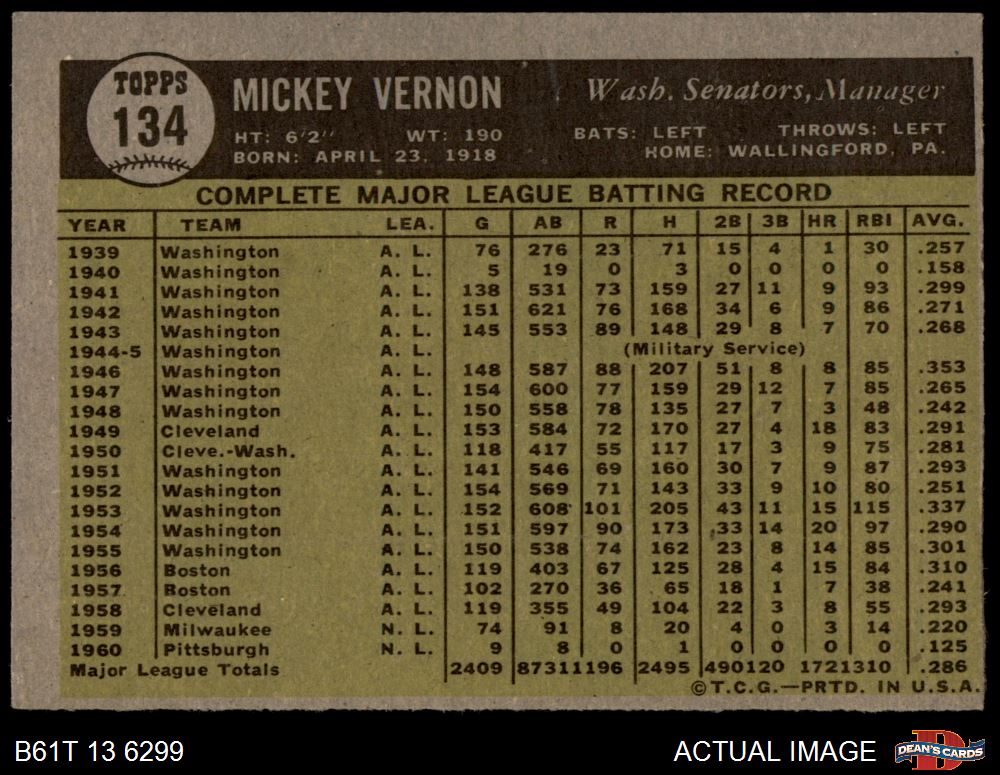 TOPPS
134
MICKEY VERNON
Wash. Senators, Manager
HT: 6'2" WT: 190 BATS: LEFT THROWS: LEFT
BORN: APRIL 23, 1918 HOME: WALLINGFORD, PA.
COMPLETE MAJOR LEAGUE BATTING RECORD
YEAR TEAM LEA. G AB R H 2B 3B HR RBI AVG.
1939 Washington A. L. 76 276 23 71 15 4 1 30 .257
1940 Washington A. L. 5 19 0 3 0 0 0 0 .158
1941 Washington A. L. 138 531 73 159 27 11 9 93 .299
1942 Washington A. L. 151 621 76 168 34 6 9 86 .271
1943 Washington A. L. 145 553 89 148 29 8 7 70 .268
1944-5 Washington A. L. (Military Service)
1946 Washington A. L. 148 587 88 207 51 8 8 85 .353
1947 Washington A. L. 154 600 77 159 29 12 7 85 .265
1948 Washington A. L. 150 558 78 135 27 7 3 48 .242
1949 Cleveland A. L. 153 584 72 170 27 4 18 83 .291
1950 Cleve.-Wash. A. L. 118 417 55 117 17 3 9 75 .281
1951 Washington A. L. 141 546 69 160 30 7 9 87 .293
1952 Washington A. L. 154 569 71 143 33 9 10 80 .251
1953 Washington A. L. 152 608 101 205 43 11 15 115 .337
1954 Washington A. L. 151 597 90 173 33 14 20 97 .290
1955 Washington A. L. 150 538 74 162 23 8 14 85 .301
1956 Boston A. L. 119 403 67 125 28 4 15 84 .310
1957 Boston A. L. 102 270 36 65 18 1 7 38 .241
1958 Cleveland A. L. 119 355 49 104 22 3 8 55 .293
1959 Milwaukee N. L. 74 91 8 20 4 0 3 14 .220
1960 Pittsburgh N. L. 9 8 0 1 0 0 0 0 .125
Major League Totals 2409 8731 1196 2495 490 120 172 1310 .286
©T.C.G.—PRTD. IN U.S.A.
B61T 13 6299
ACTUAL IMAGE
D
DEAN'S CARDS